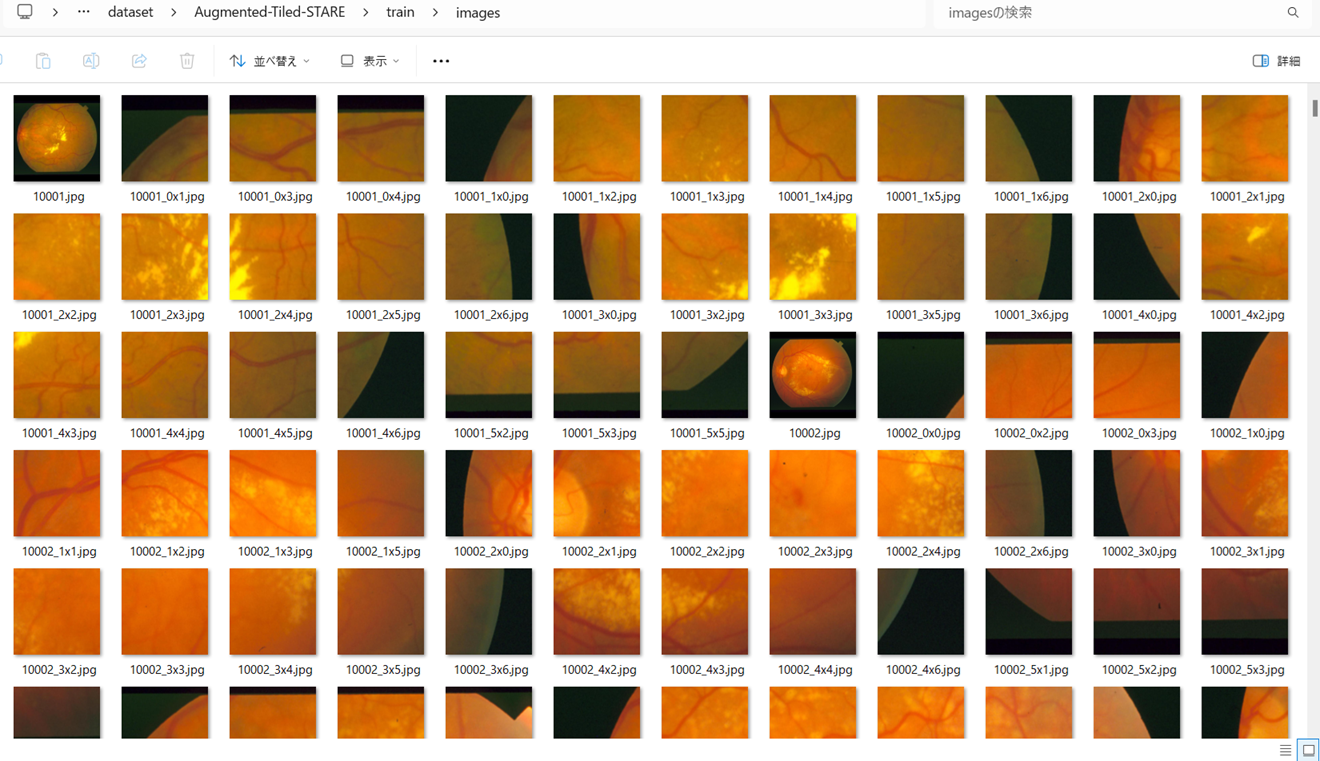 dataset Augmented-Tiled-STARE train images imagesの検索
並べ替え 表示 詳細
10001.jpg 10001_0x1.jpg 10001_0x3.jpg 10001_0x4.jpg 10001_1x0.jpg 10001_1x2.jpg 10001_1x3.jpg 10001_1x4.jpg 10001_1x5.jpg 10001_1x6.jpg 10001_2x0.jpg 10001_2x1.jpg
10001_2x2.jpg 10001_2x3.jpg 10001_2x4.jpg 10001_2x5.jpg 10001_2x6.jpg 10001_3x0.jpg 10001_3x2.jpg 10001_3x3.jpg 10001_3x5.jpg 10001_3x6.jpg 10001_4x0.jpg 10001_4x2.jpg
10001_4x3.jpg 10001_4x4.jpg 10001_4x5.jpg 10001_4x6.jpg 10001_5x2.jpg 10001_5x3.jpg 10001_5x5.jpg 10002.jpg 10002_0x0.jpg 10002_0x2.jpg 10002_0x3.jpg 10002_1x0.jpg
10002_1x1.jpg 10002_1x2.jpg 10002_1x3.jpg 10002_1x5.jpg 10002_2x0.jpg 10002_2x1.jpg 10002_2x2.jpg 10002_2x3.jpg 10002_2x4.jpg 10002_2x6.jpg 10002_3x0.jpg 10002_3x1.jpg
10002_3x2.jpg 10002_3x3.jpg 10002_3x4.jpg 10002_3x5.jpg 10002_3x6.jpg 10002_4x2.jpg 10002_4x3.jpg 10002_4x4.jpg 10002_4x6.jpg 10002_5x1.jpg 10002_5x2.jpg 10002_5x3.jpg